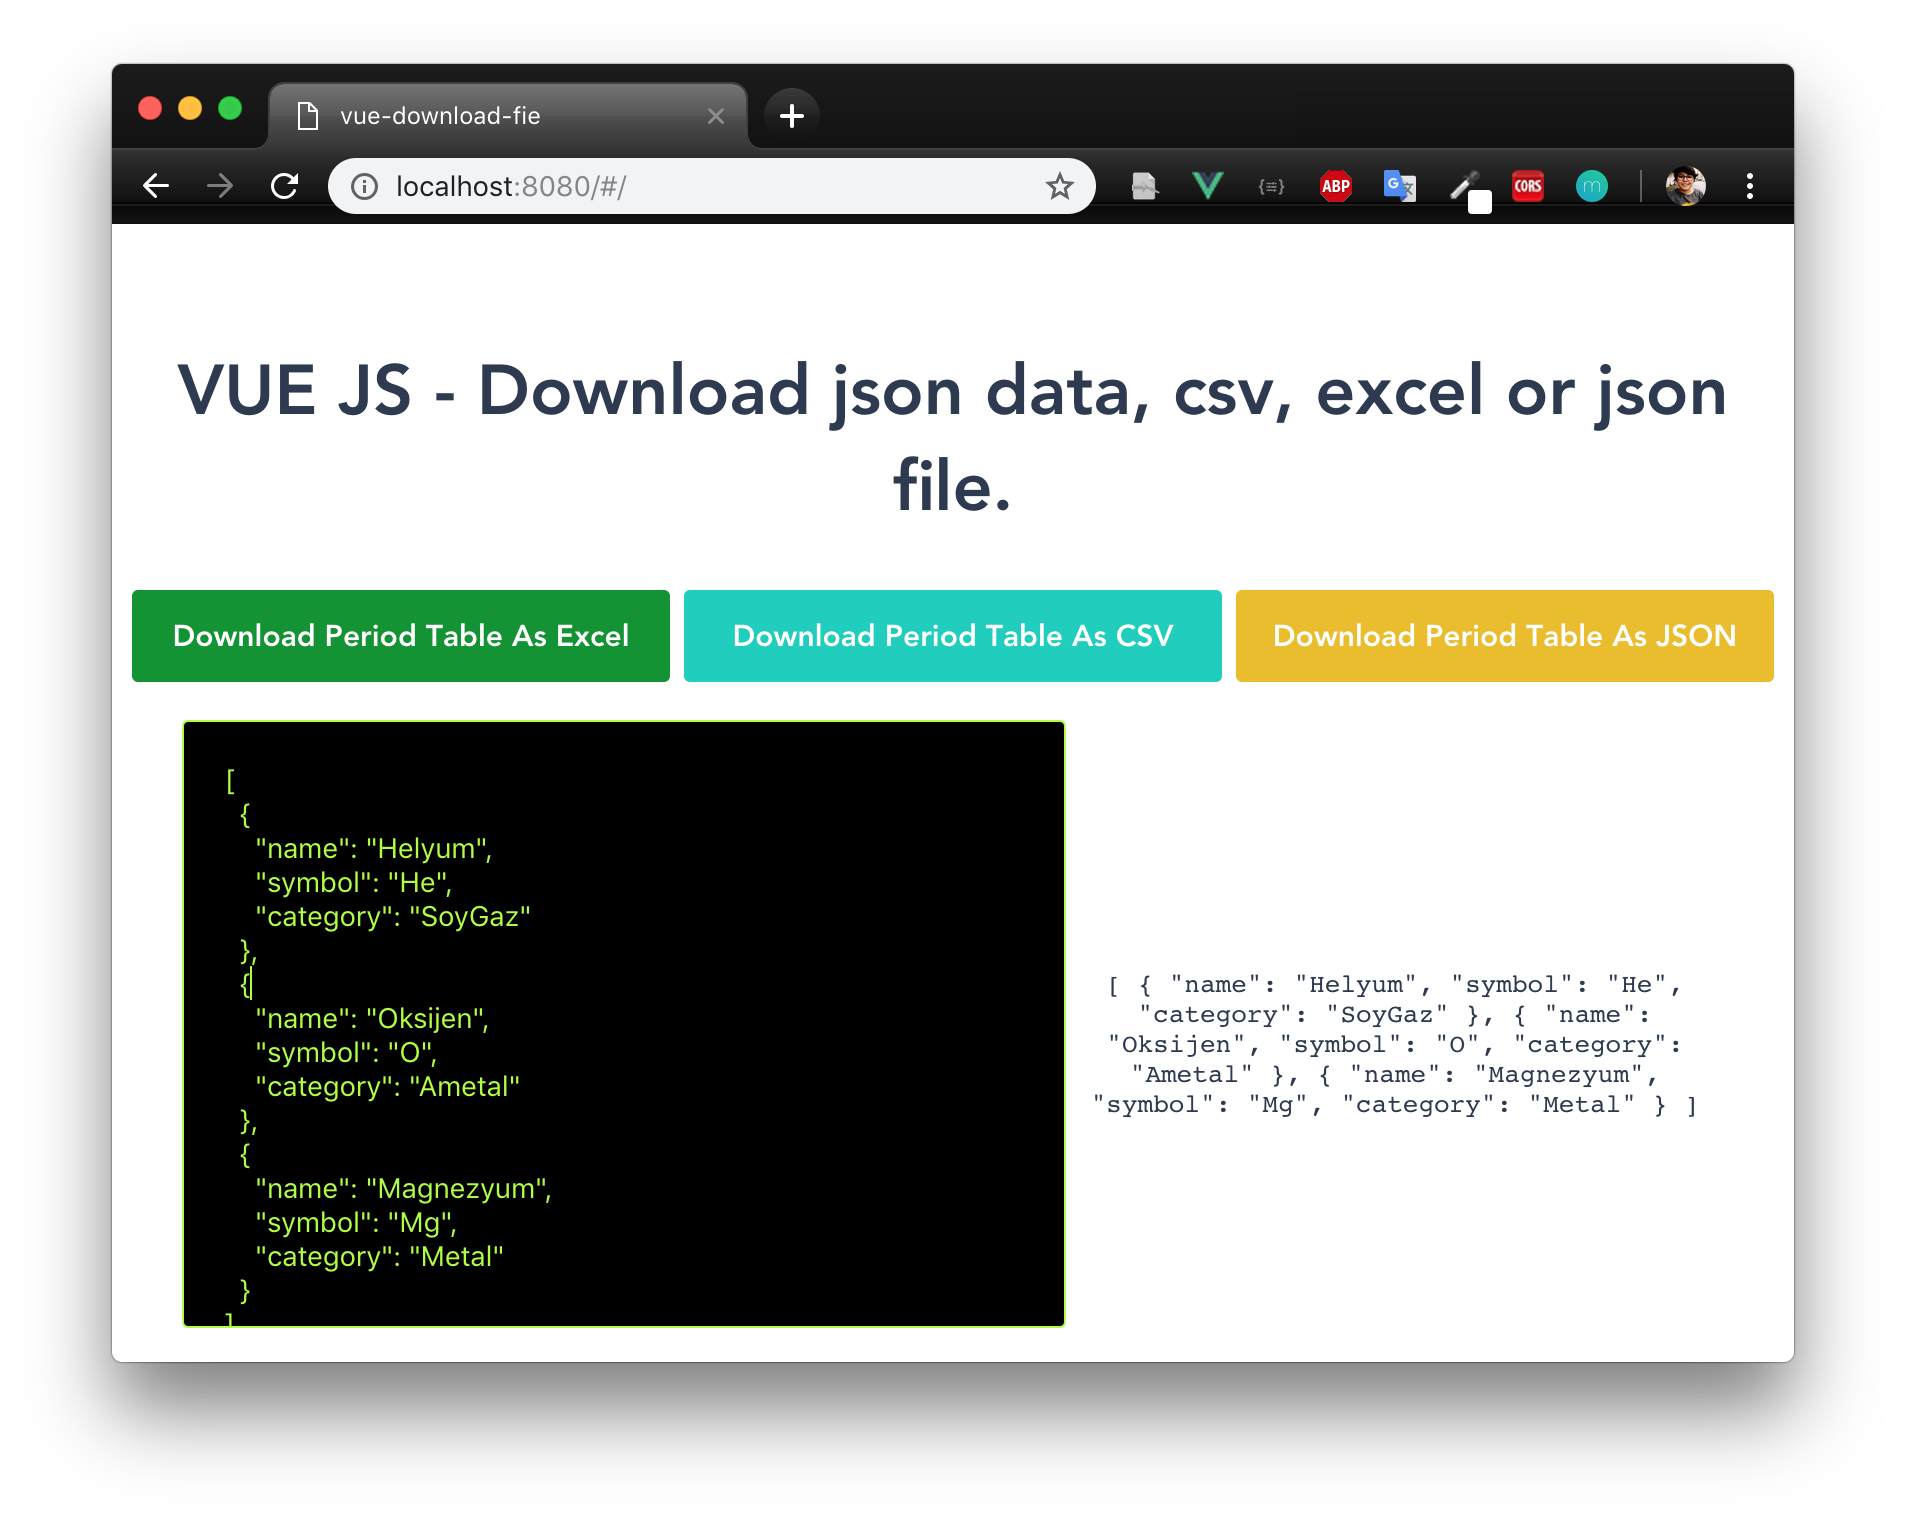 vue-download-fie
localhost:8080/#/
ABP
G
CORS
m
VUE JS - Download json data, csv, excel or json
file.
Download Period Table As Excel
Download Period Table As CSV
Download Period Table As JSON
[
{
"name": "Helyum",
"symbol": "He",
"category": "SoyGaz"
},
{
"name": "Oksijen",
"symbol": "O",
"category": "Ametal"
},
{
"name": "Magnezyum",
"symbol": "Mg",
"category": "Metal"
}
]
[ { "name": "Helyum", "symbol": "He",
"category": "SoyGaz" }, { "name":
"Oksijen", "symbol": "O", "category":
"Ametal" }, { "name": "Magnezyum",
"symbol": "Mg", "category": "Metal" } ]